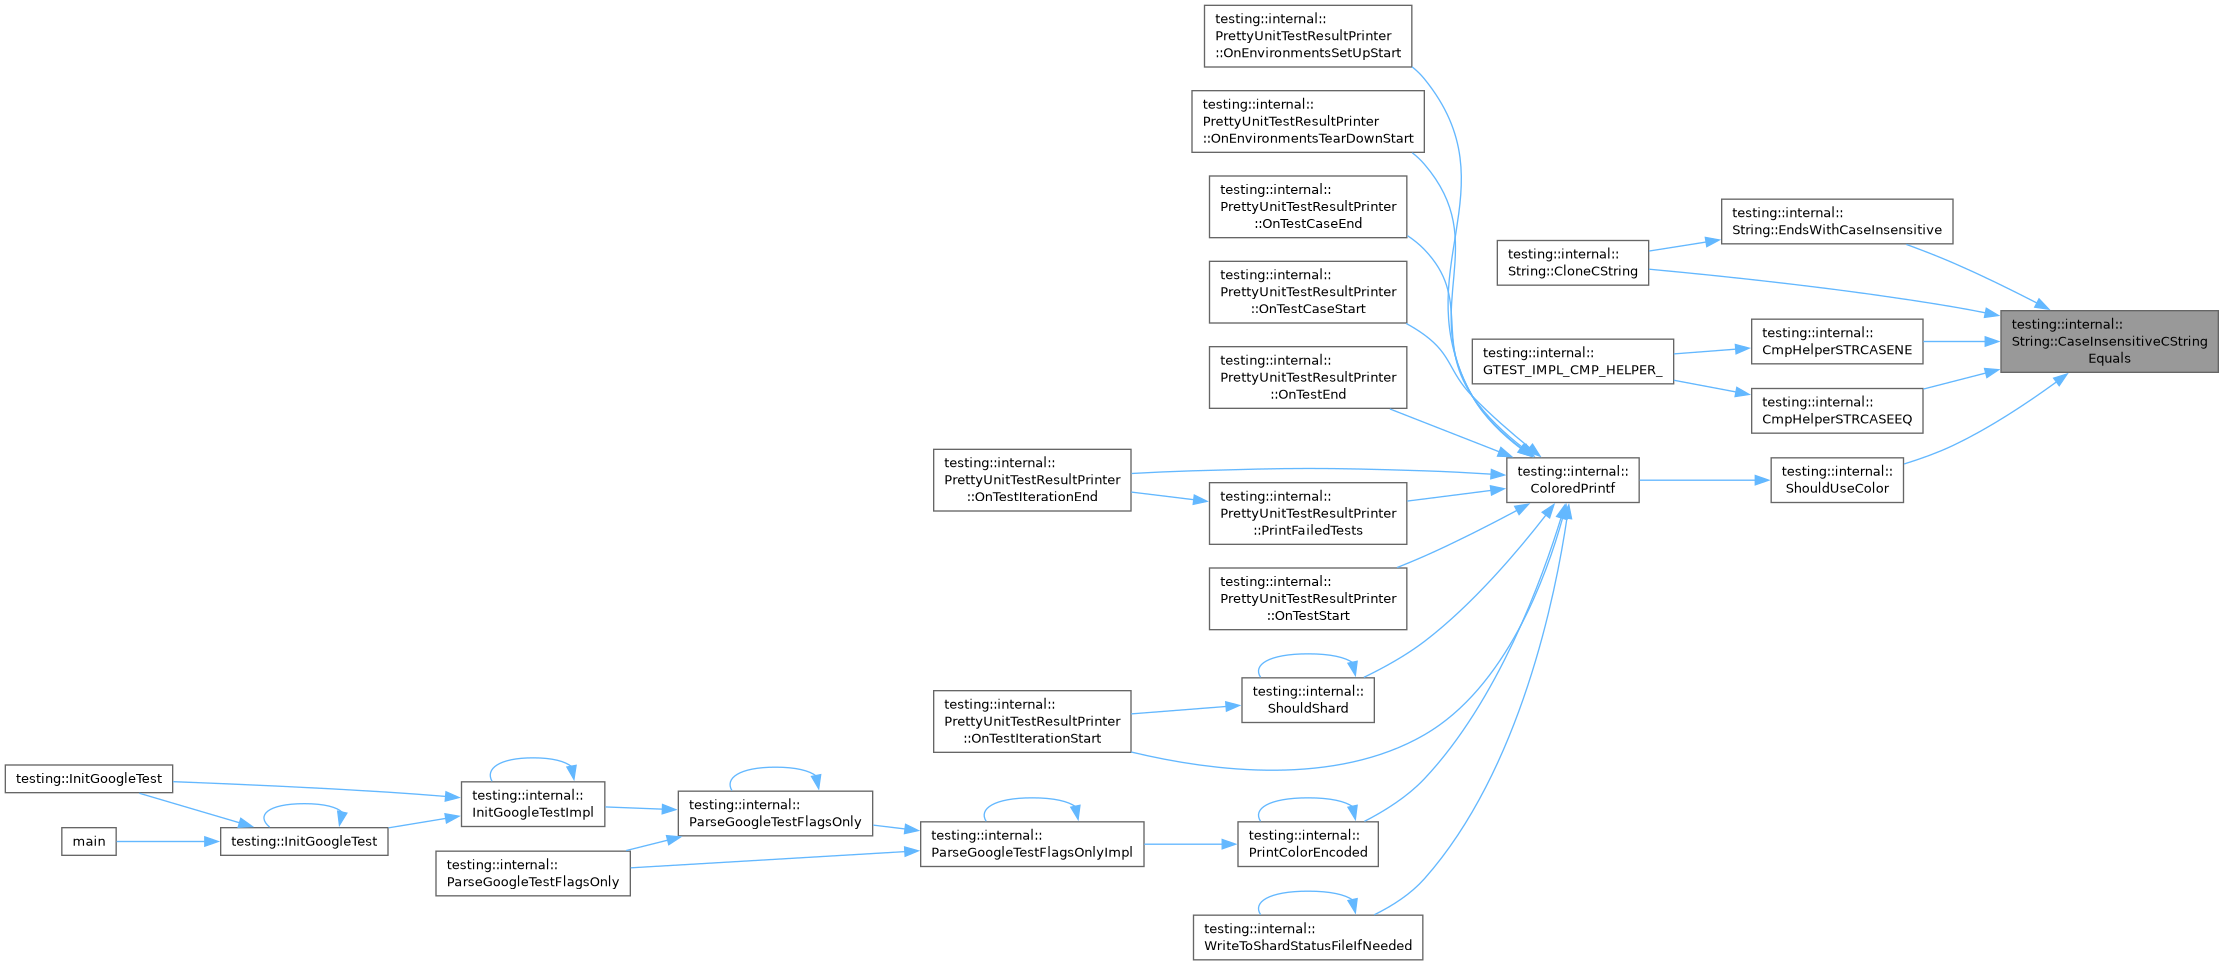 testing::internal::
PrettyUnitTestResultPrinter
::OnEnvironmentsSetUpStart
testing::internal::
PrettyUnitTestResultPrinter
::OnEnvironmentsTearDownStart
testing::internal::
PrettyUnitTestResultPrinter
::OnTestCaseEnd
testing::internal::
PrettyUnitTestResultPrinter
::OnTestCaseStart
testing::internal::
PrettyUnitTestResultPrinter
::OnTestEnd
testing::internal::
PrettyUnitTestResultPrinter
::OnTestIterationEnd
testing::internal::
PrettyUnitTestResultPrinter
::PrintFailedTests
testing::internal::
PrettyUnitTestResultPrinter
::OnTestStart
testing::internal::
ShouldShard
testing::internal::
PrettyUnitTestResultPrinter
::OnTestIterationStart
testing::internal::
String::EndsWithCaseInsensitive
testing::internal::
String::CloneCString
testing::internal::
CmpHelperSTRCASENE
testing::internal::
GTEST_IMPL_CMP_HELPER_
testing::internal::
CmpHelperSTRCASEEQ
testing::internal::
String::CaseInsensitiveCString
Equals
testing::internal::
ColoredPrintf
testing::internal::
ShouldUseColor
testing::InitGoogleTest
main
testing::InitGoogleTest
testing::internal::
InitGoogleTestImpl
testing::internal::
ParseGoogleTestFlagsOnly
testing::internal::
ParseGoogleTestFlagsOnly
testing::internal::
ParseGoogleTestFlagsOnlyImpl
testing::internal::
PrintColorEncoded
testing::internal::
WriteToShardStatusFileIfNeeded